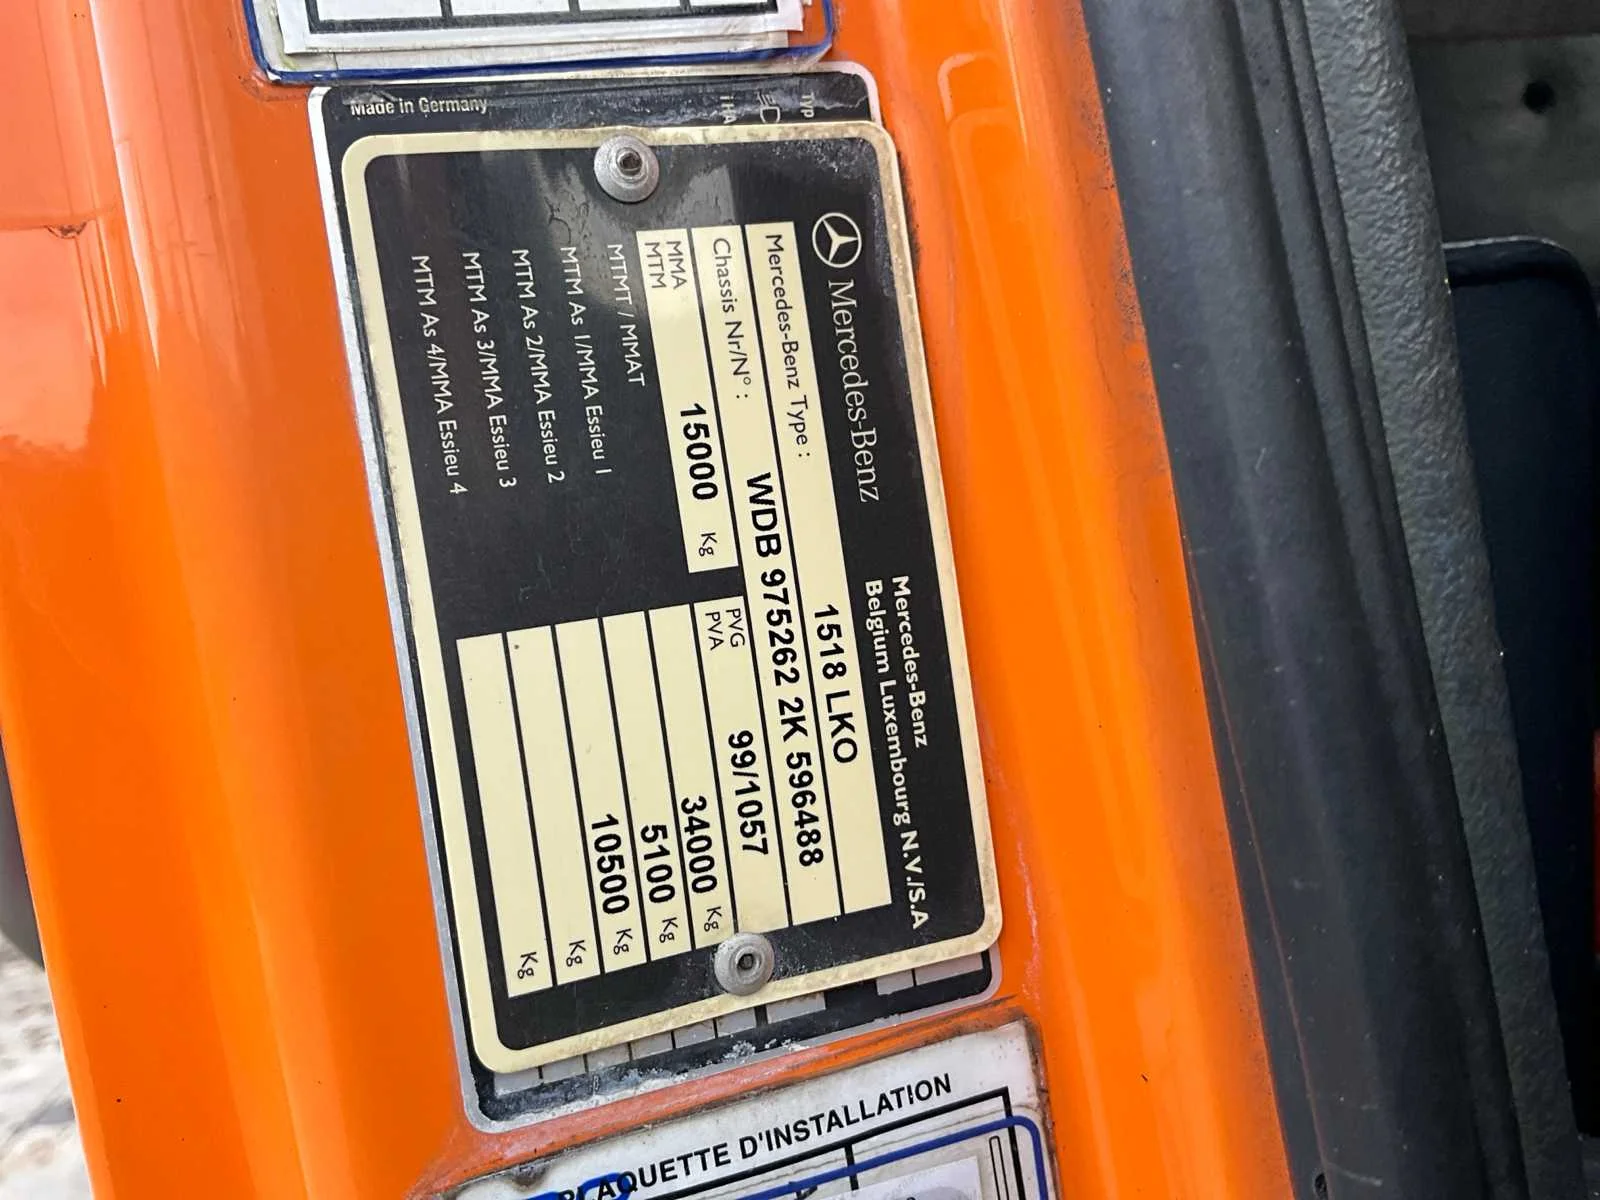 Made in Germany
Typ
Mercedes-Benz
Mercedes-Benz
Belgium Luxembourg N.V./S.A
Mercedes-Benz Type : 1518 LKO
Chassis Nr/N° : WDB 975262 2K 596488
MMA
MTM 15000 Kg
PVG
PVA 99/1057
MTMT / MMAT 34000 Kg
MTM As 1/MMA Essieu 1 5100 Kg
MTM As 2/MMA Essieu 2 10500 Kg
MTM As 3/MMA Essieu 3 Kg
MTM As 4/MMA Essieu 4 Kg
PLAQUETTE D'INSTALLATION